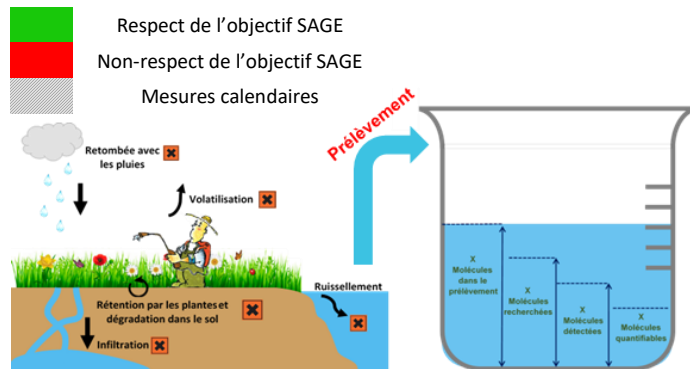 Respect de l'objectif SAGE
Non-respect de l'objectif SAGE
Mesures calendaires
Retombée avec
les pluies
Volatilisation
Rétention par les plantes et
dégradation dans le sol
Infiltration
Ruissellement
Prélèvement
X
Molécules
dans le
prélèvement
X
Molécules
recherchées
X
Molécules
détectées
X
Molécules
quantifiables